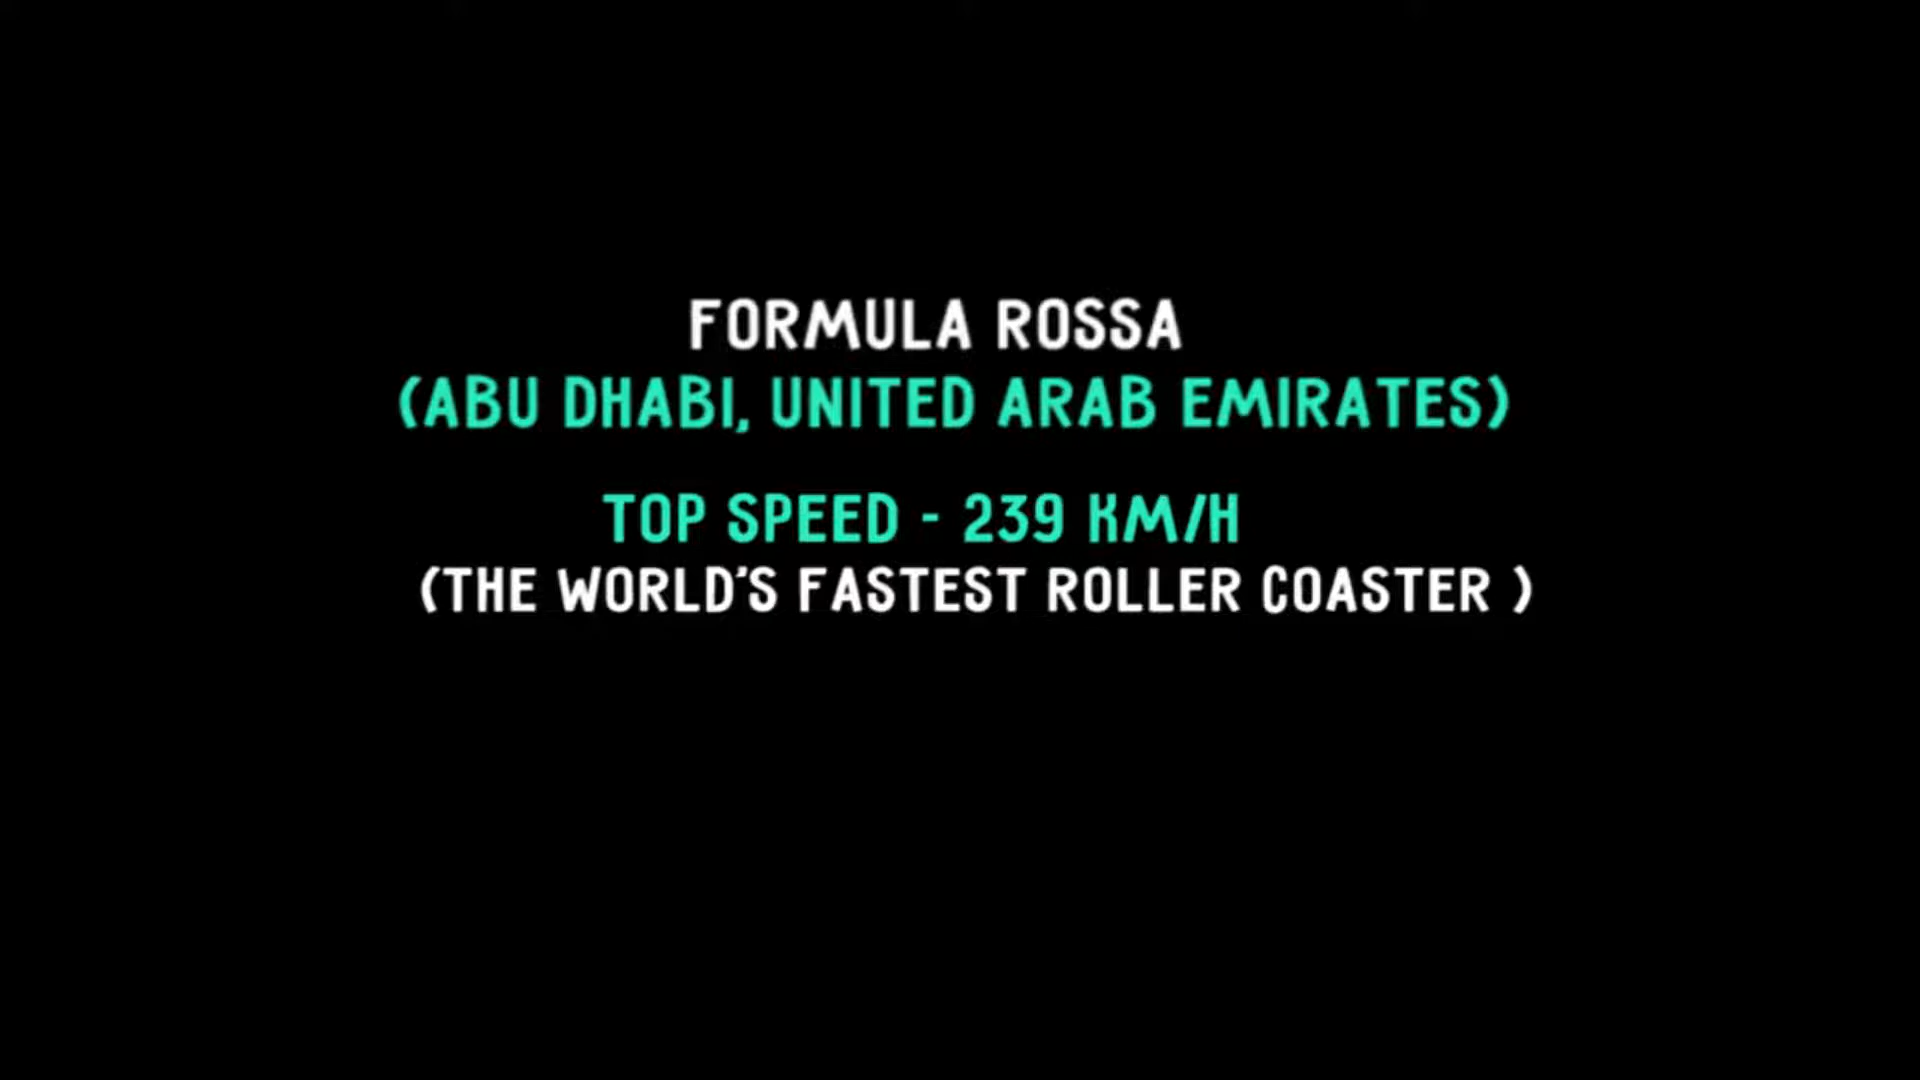 FORMULA ROSSA
(ABU DHABI, UNITED ARAB EMIRATES)
TOP SPEED - 239 KM/H
(THE WORLD'S FASTEST ROLLER COASTER )